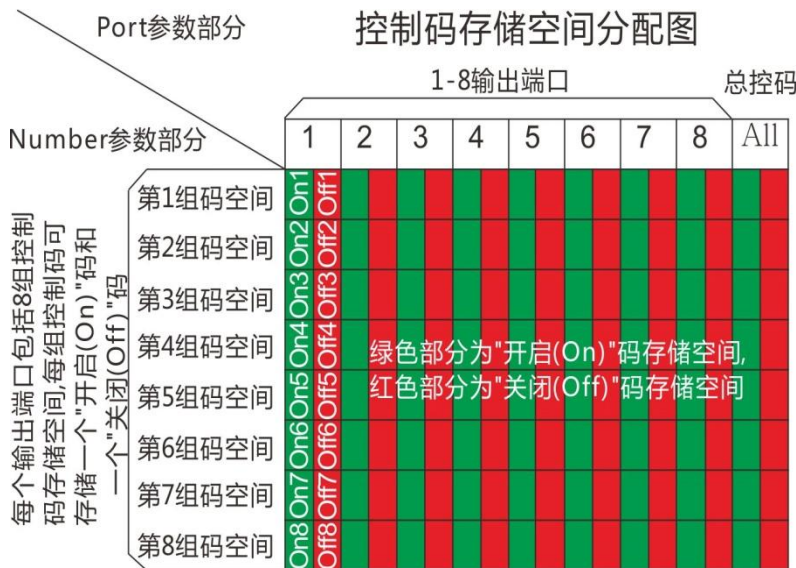 Port参数部分
控制码存储空间分配图
1-8输出端口
总控码
Number参数部分
1 2 3 4 5 6 7 8 All
每个输出端口包括8组控制
码存储空间,每组控制码可
存储一个"开启(On)"码和
一个"关闭(Off)"码
第1组码空间 On1 Off1
第2组码空间 On2 Off2
第3组码空间 On3 Off3
第4组码空间 On4 Off4
第5组码空间 On5 Off5
第6组码空间 On6 Off6
第7组码空间 On7 Off7
第8组码空间 On8 Off8
绿色部分为"开启(On)"码存储空间,
红色部分为"关闭(Off)"码存储空间